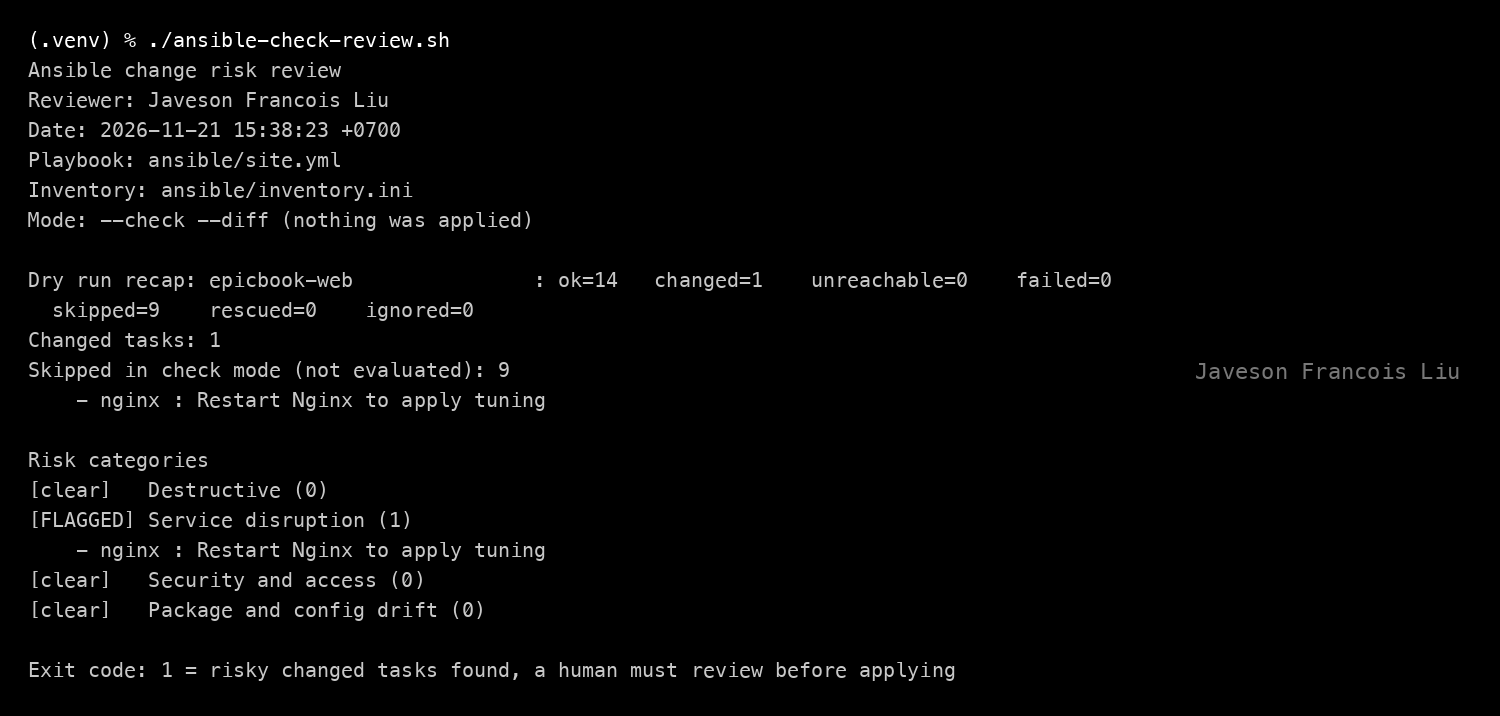 (.venv) % ./ansible-check-review.sh
Ansible change risk review
Reviewer: Javeson Francois Liu
Date: 2026-11-21 15:38:23 +0700
Playbook: ansible/site.yml
Inventory: ansible/inventory.ini
Mode: --check --diff (nothing was applied)
Dry run recap: epicbook-web               : ok=14   changed=1    unreachable=0    failed=0
  skipped=9    rescued=0    ignored=0
Changed tasks: 1
Skipped in check mode (not evaluated): 9
Javeson Francois Liu
    - nginx : Restart Nginx to apply tuning
Risk categories
[clear]   Destructive (0)
[FLAGGED] Service disruption (1)
    - nginx : Restart Nginx to apply tuning
[clear]   Security and access (0)
[clear]   Package and config drift (0)
Exit code: 1 = risky changed tasks found, a human must review before applying